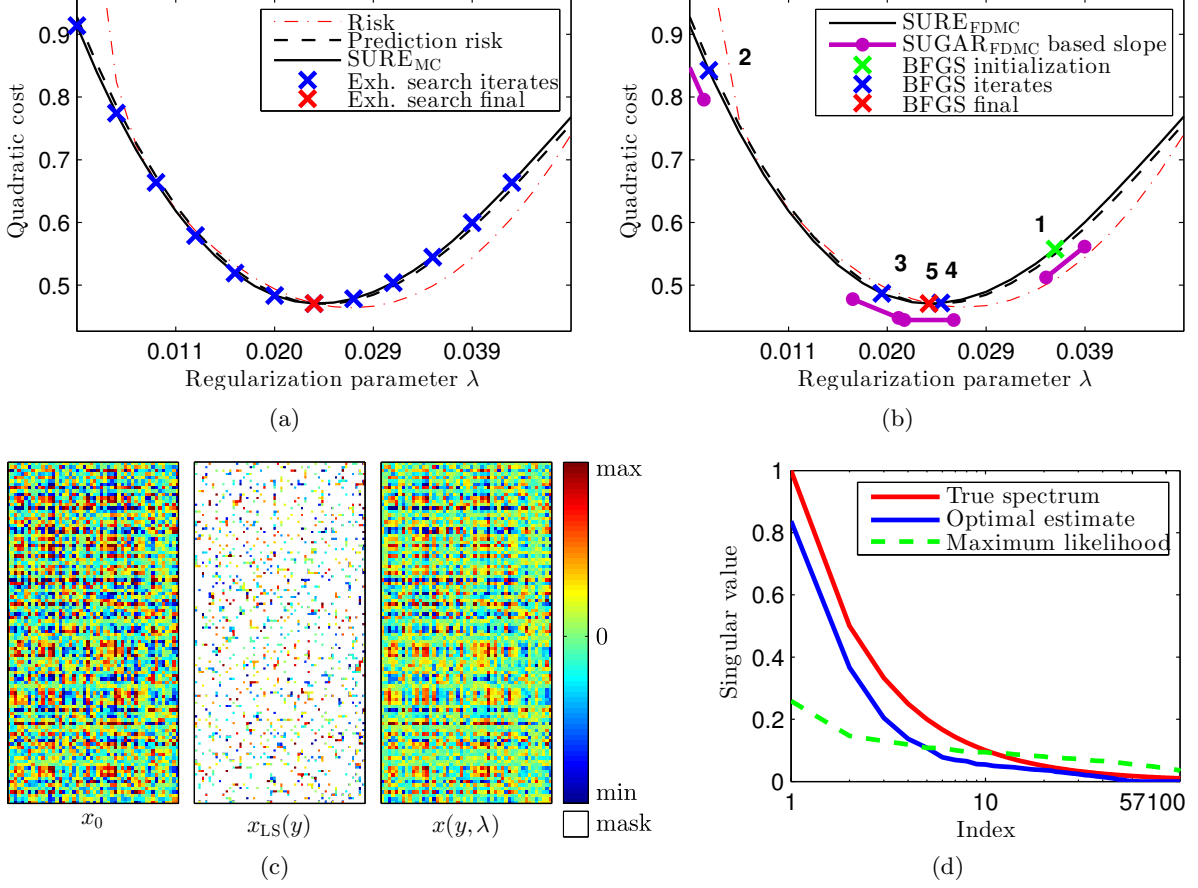 Risk
Prediction risk
SURE_MC
Exh. search iterates
Exh. search final
Quadratic cost
0.9
0.8
0.7
0.6
0.5
0.011
0.020
0.029
0.039
Regularization parameter λ
(a)
SURE_FDMC
SUGAR_FDMC based slope
BFGS initialization
BFGS iterates
BFGS final
Quadratic cost
0.9
0.8
0.7
0.6
0.5
2
1
3
5
4
0.011
0.020
0.029
0.039
Regularization parameter λ
(b)
max
0
min
mask
x_0
x_LS(y)
x(y, λ)
(c)
True spectrum
Optimal estimate
Maximum likelihood
Singular value
1
0.8
0.6
0.4
0.2
0
1
10
57
100
Index
(d)